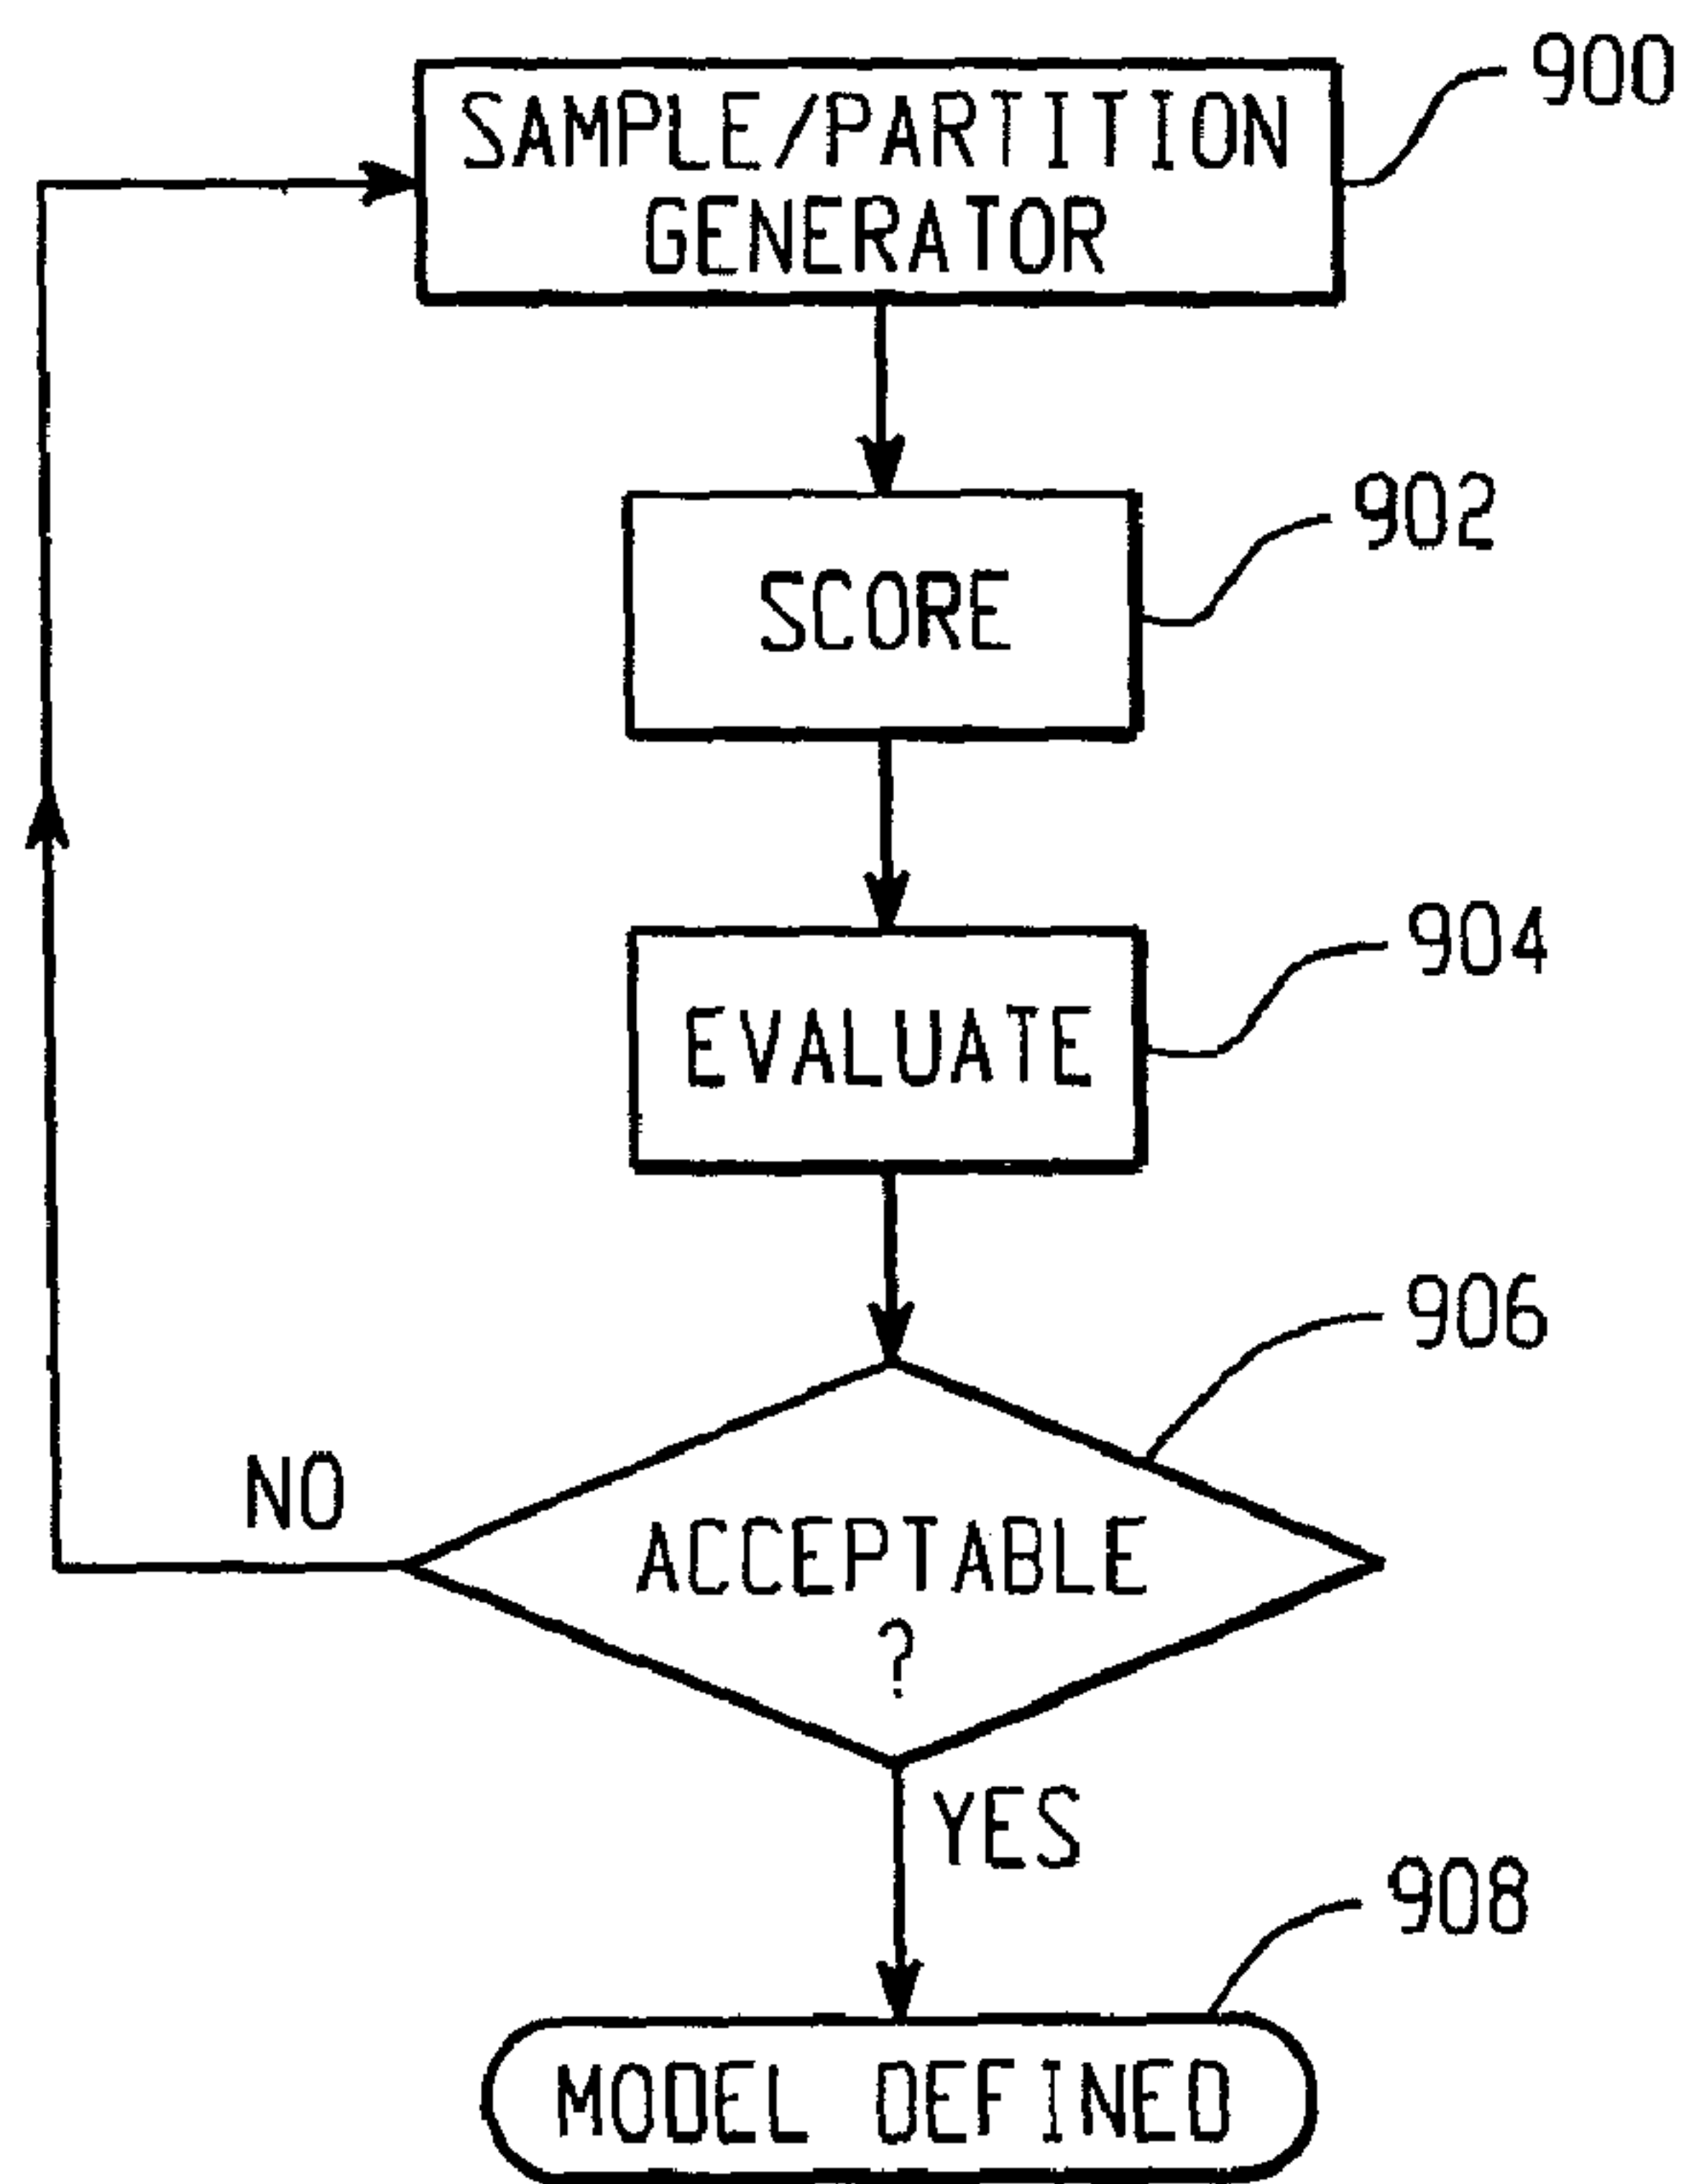 900
SAMPLE/PARTITION
GENERATOR
902
SCORE
904
EVALUATE
906
NO
ACCEPTABLE
?
YES
908
MODEL DEFINED